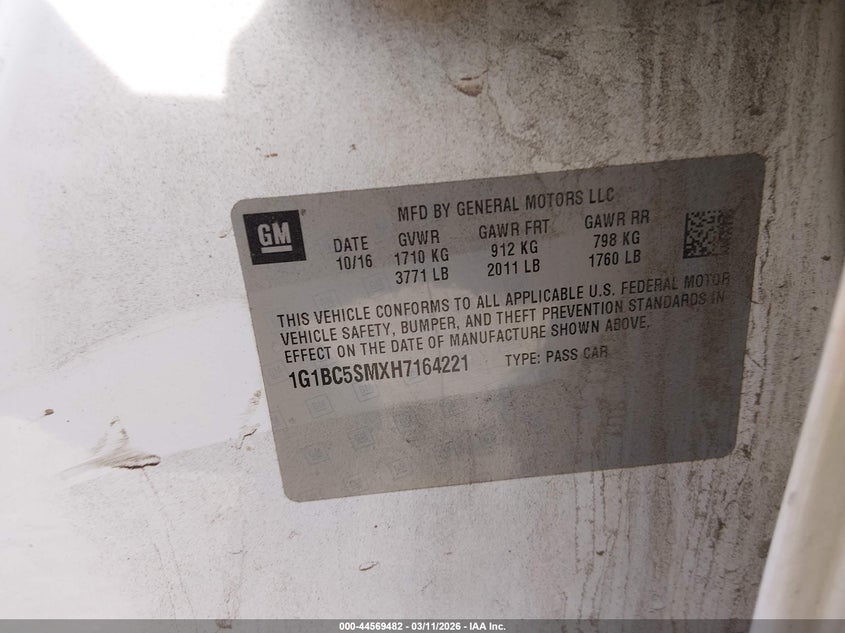 GM
MFD BY GENERAL MOTORS LLC
DATE GVWR GAWR FRT GAWR RR
10/16 1710 KG 912 KG 798 KG
3771 LB 2011 LB 1760 LB
THIS VEHICLE CONFORMS TO ALL APPLICABLE U.S. FEDERAL MOTOR
VEHICLE SAFETY, BUMPER, AND THEFT PREVENTION STANDARDS IN
EFFECT ON THE DATE OF MANUFACTURE SHOWN ABOVE.
1G1BC5SMXH7164221 TYPE: PASS CAR
000-44569482 - 03/11/2026 - IAA Inc.